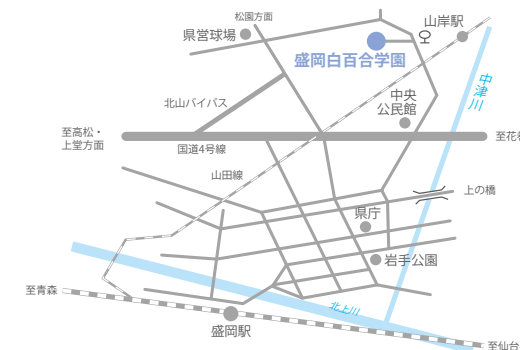 松園方面
山岸駅
県営球場
盛岡白百合学園
中津川
中央
公民館
北山バイパス
至高松・
上堂方面
至花巻
国道4号線
山田線
上の橋
県庁
岩手公園
至青森
北上川
盛岡駅
至仙台